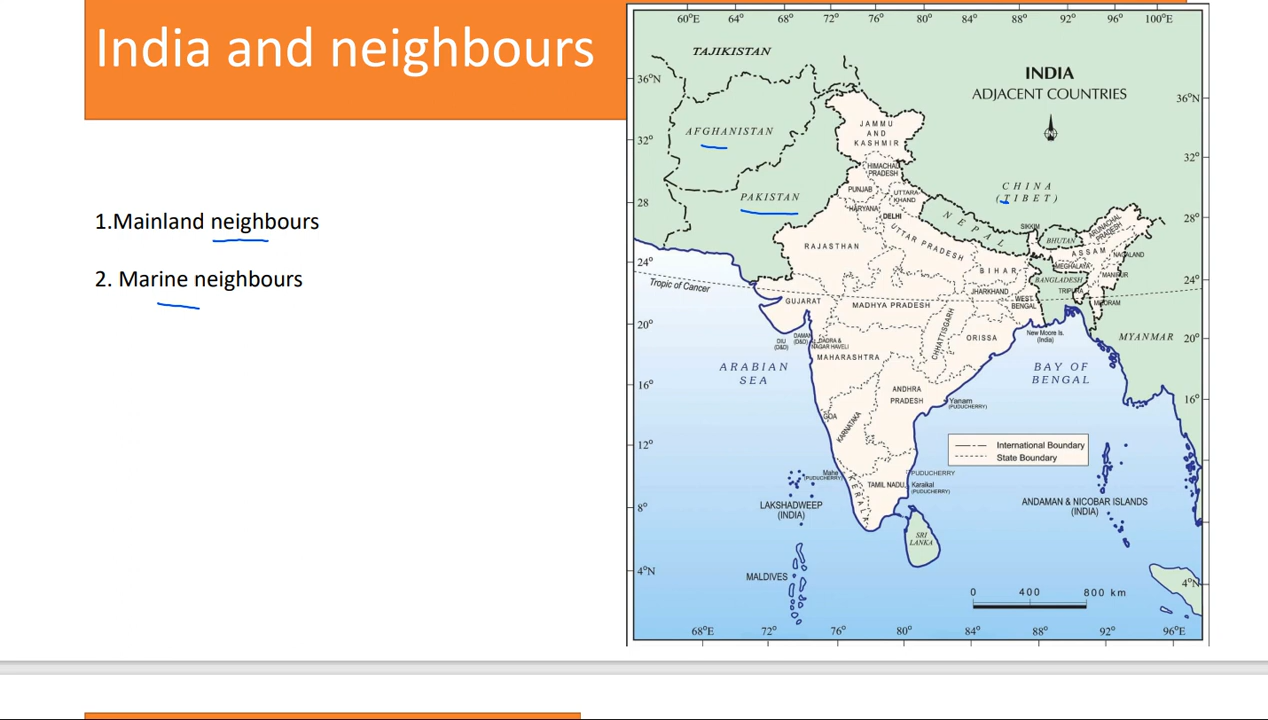 India and neighbours
1.Mainland neighbours
2. Marine neighbours
60°E 64° 68° 72° 76° 80° 84° 88° 92° 96° 100°E
TAJIKISTAN
INDIA
ADJACENT COUNTRIES
36°N
36°N
N
JAMMU
AND
KASHMIR
AFGHANISTAN
32°
32°
HIMACHAL
PRADESH
PAKISTAN
CHINA
(TIBET)
PUNJAB
UTTARA-
KHAND
28
28°
HARYANA
DELHI
NEPAL
SIKKIM
BHUTAN
ARUNACHAL
PRADESH
RAJASTHAN
UTTAR PRADESH
ASSAM
NAGALAND
24°
24°
BIHAR
MEGHALAYA
MANIPUR
BANGLADESH
Tropic of Cancer
JHARKHAND
TRIPURA
MIZORAM
GUJARAT
MADHYA PRADESH
WEST
BENGAL
CHHATTISGARH
20°
20°
DIU
(D&D)
DAMAN
(D&D)
DADRA &
NAGAR HAVELI
ORISSA
New Moore Is.
(India)
MYANMAR
MAHARASHTRA
ARABIAN
SEA
BAY OF
BENGAL
16°
16°
ANDHRA
PRADESH
Yanam
(PUDUCHERRY)
GOA
KARNATAKA
12°
International Boundary
State Boundary
Mahe
(PUDUCHERRY)
PUDUCHERRY
KERALA
TAMIL NADU
Karaikal
(PUDUCHERRY)
LAKSHADWEEP
(INDIA)
ANDAMAN & NICOBAR ISLANDS
(INDIA)
8°
SRI
LANKA
4°N
4°N
MALDIVES
0 400 800 km
68°E 72° 76° 80° 84° 88° 92° 96°E